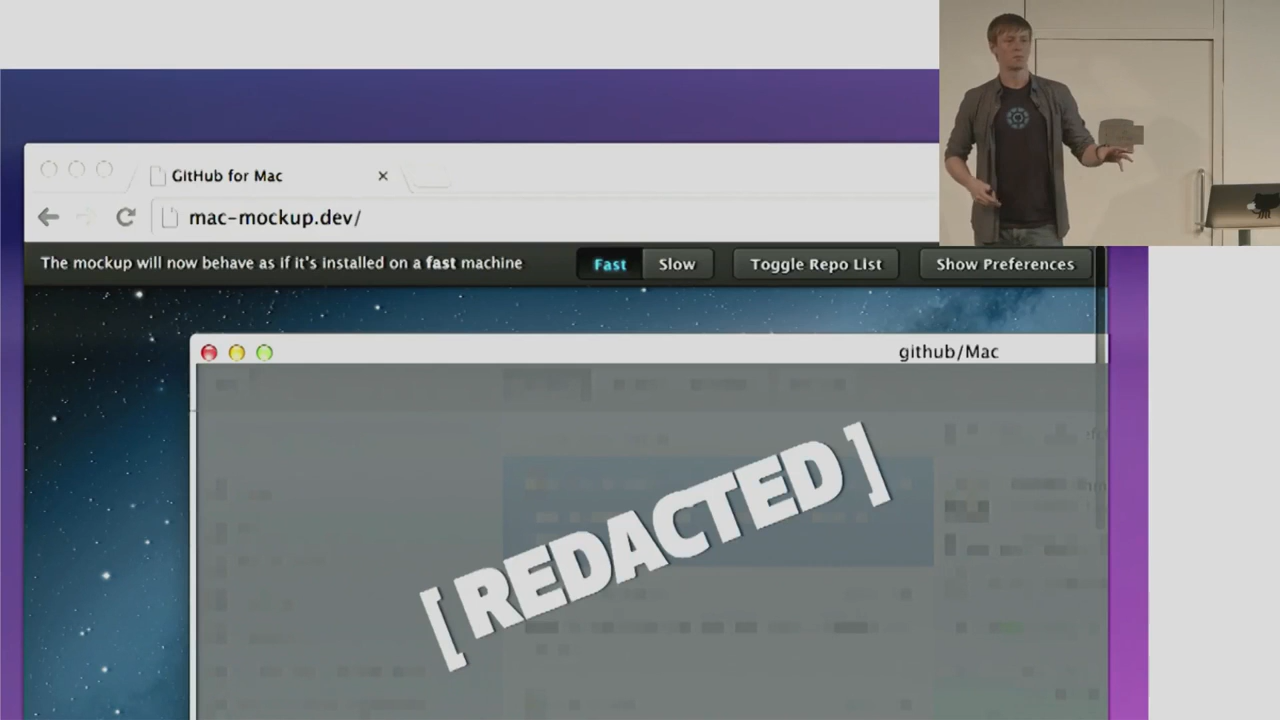 GitHub for Mac
mac-mockup.dev/
The mockup will now behave as if it's installed on a fast machine
Fast
Slow
Toggle Repo List
Show Preferences
github/Mac
[ REDACTED ]